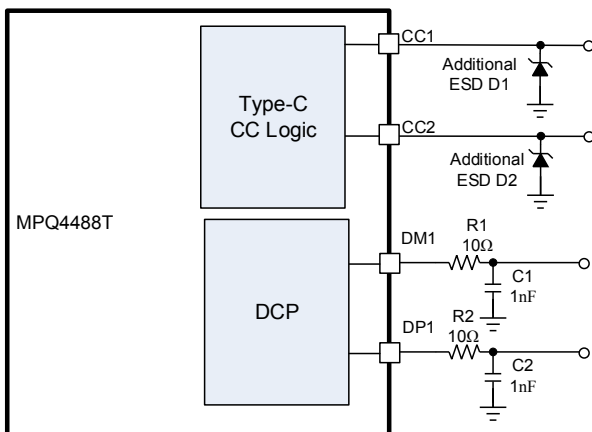 CC1
Additional
ESD D1
Type-C
CC Logic
CC2
Additional
ESD D2
MPQ4488T
DM1
R1
10Ω
C1
1nF
DCP
DP1
R2
10Ω
C2
1nF